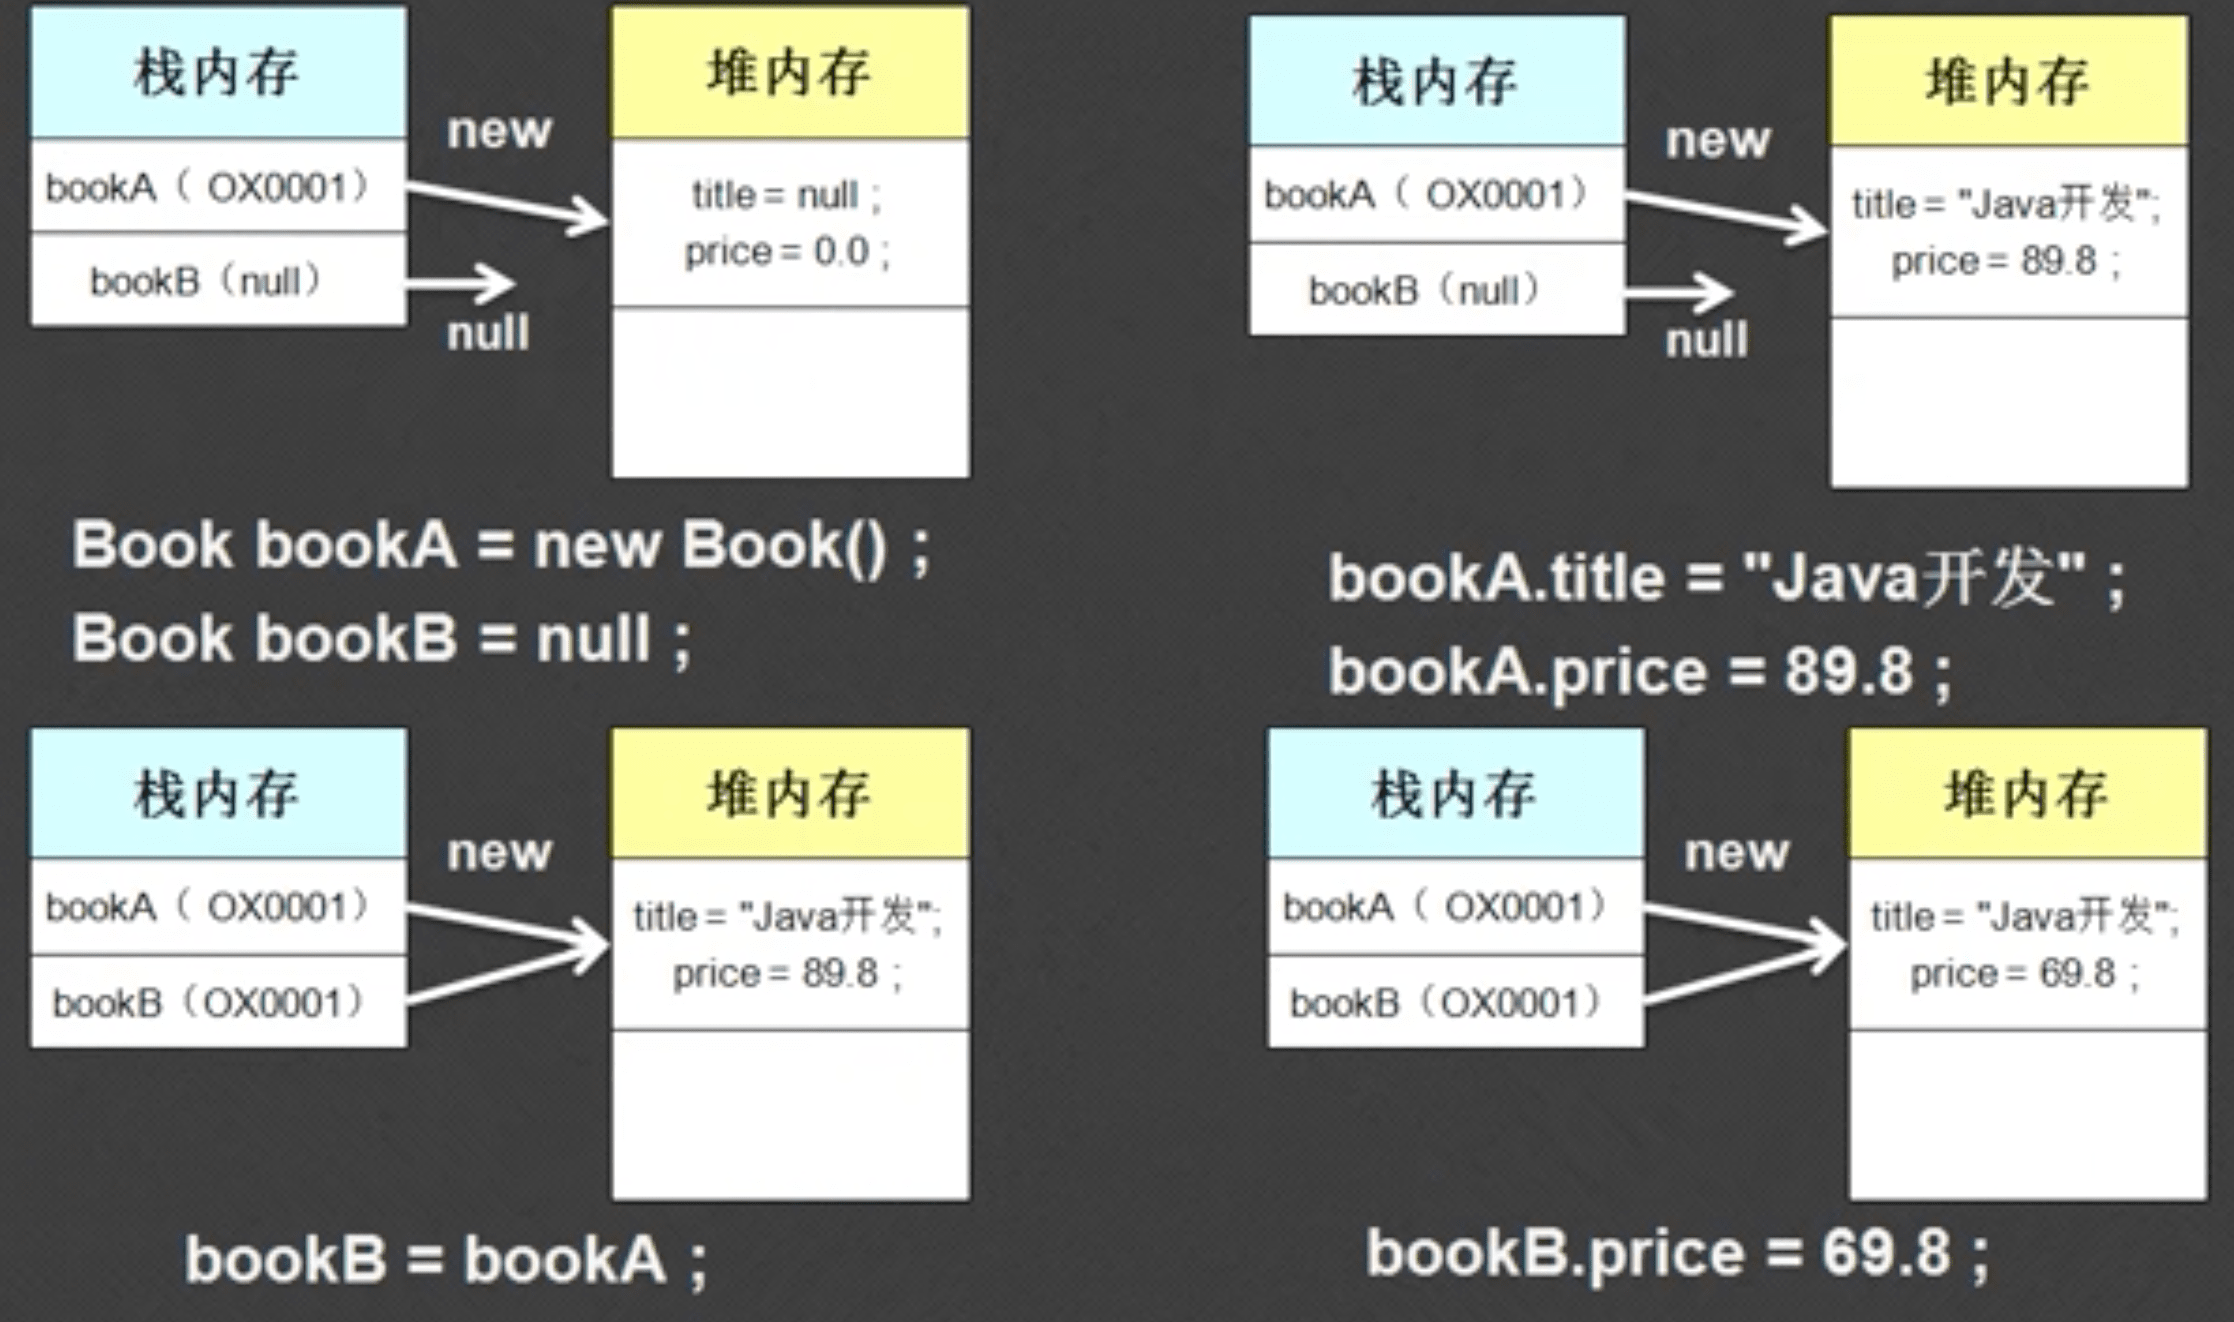 栈内存
new
bookA（ OX0001）
bookB（null）
null
堆内存
title = null ;
price = 0.0 ;
Book bookA = new Book() ;
Book bookB = null ;
栈内存
new
bookA（ OX0001）
bookB（null）
null
堆内存
title = "Java开发";
price = 89.8 ;
bookA.title = "Java开发" ;
bookA.price = 89.8 ;
栈内存
new
bookA（ OX0001）
bookB（OX0001）
堆内存
title = "Java开发";
price = 89.8 ;
bookB = bookA ;
栈内存
new
bookA（ OX0001）
bookB（OX0001）
堆内存
title = "Java开发";
price = 69.8 ;
bookB.price = 69.8 ;